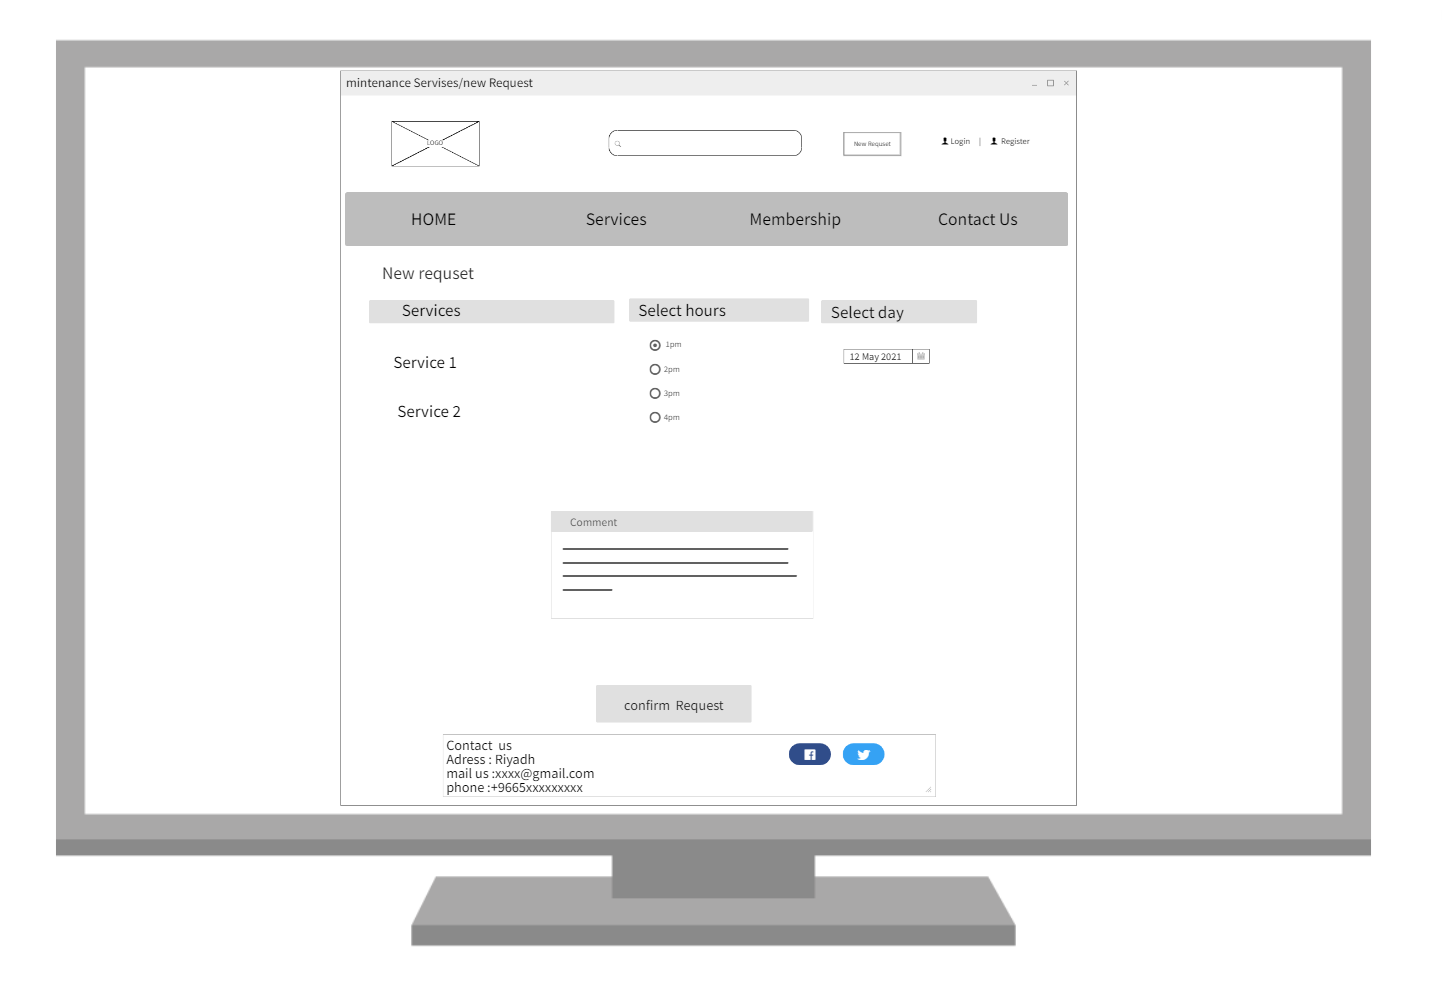 mintenance Servises/new Request
LOGO
New Requset
Login | Register
HOME Services Membership Contact Us
New requset
Services
Service 1
Service 2
Select hours
1pm
2pm
3pm
4pm
Select day
12 May 2021
Comment
confirm Request
Contact us
Adress : Riyadh
mail us :xxxx@gmail.com
phone :+9665xxxxxxxxx